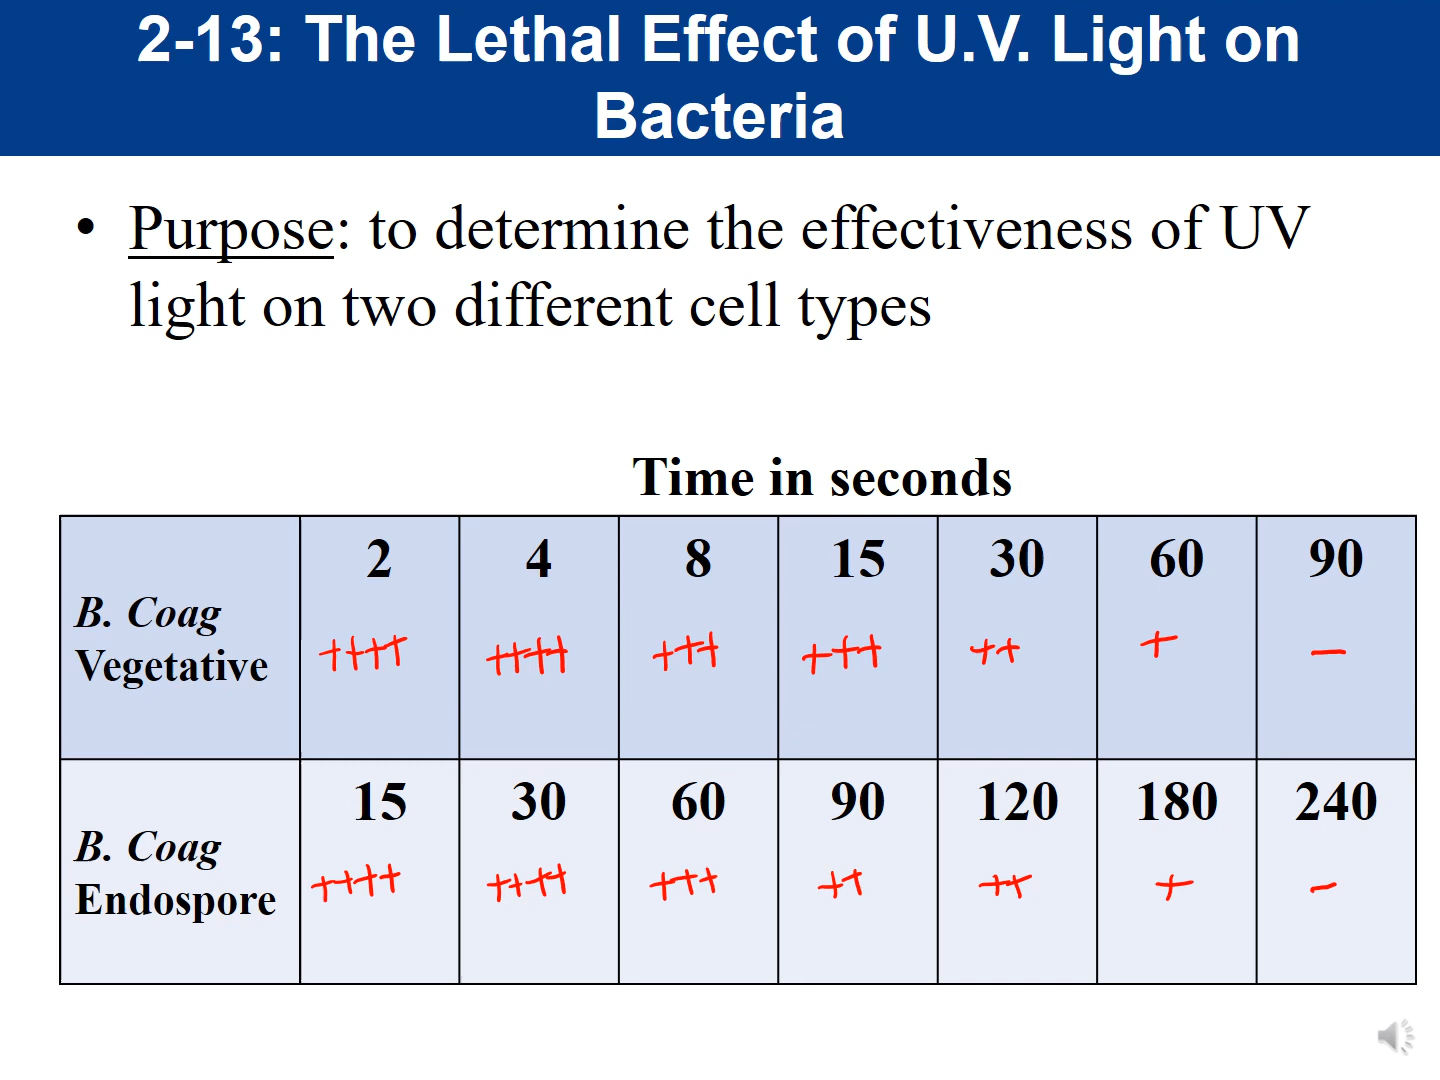 2-13: The Lethal Effect of U.V. Light on
Bacteria
• Purpose: to determine the effectiveness of UV
light on two different cell types
Time in seconds
B. Coag
Vegetative
2 4 8 15 30 60 90
++++ ++++ +++ +++ ++ + −
B. Coag
Endospore
15 30 60 90 120 180 240
++++ ++++ +++ ++ ++ + −